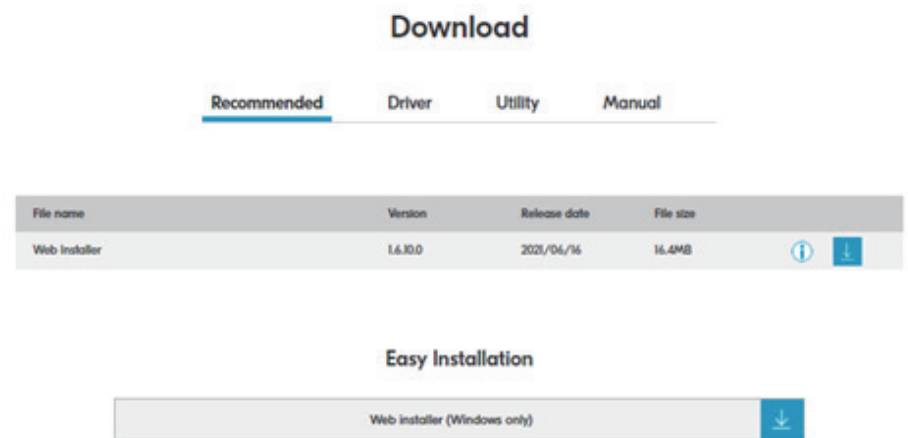 Download
Recommended Driver Utility Manual
File name Version Release date File size
Web Installer 1.6.10.0 2021/06/16 16.4MB
Easy Installation
Web installer (Windows only)